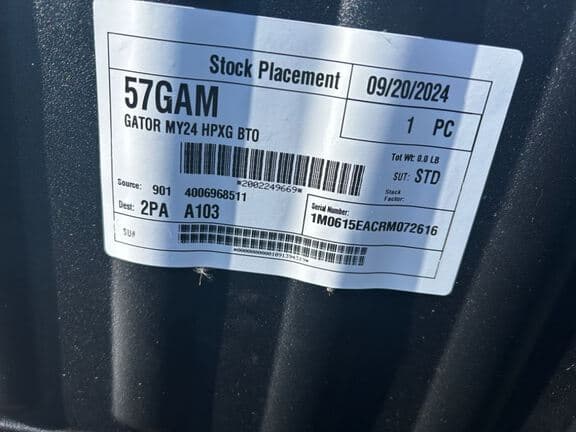 Stock Placement
09/20/2024
57GAM
1 PC
GATOR MY24 HPXG BTO
Tot Wt: 0.0 LB
SUT: STD
*2002249669*
Stock
Factor:
Source: 901 4006968511
Serial Number:
Dest: 2PA A103
1M0615EACRM072616
SU#